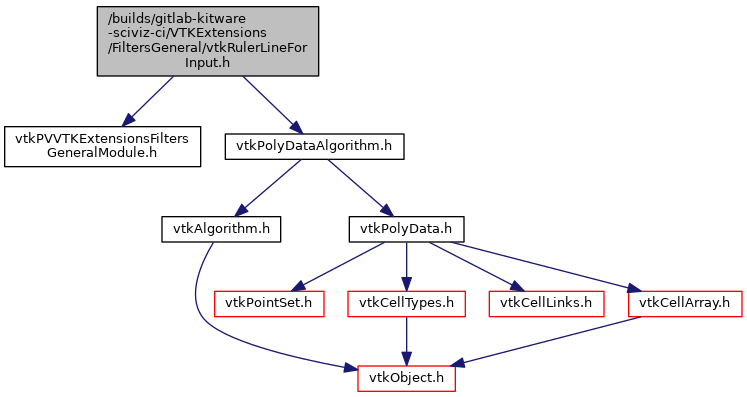 /builds/gitlab-kitware
-sciviz-ci/VTKExtensions
/FiltersGeneral/vtkRulerLineFor
Input.h
vtkPVVTKExtensionsFilters
GeneralModule.h
vtkPolyDataAlgorithm.h
vtkAlgorithm.h
vtkPolyData.h
vtkPointSet.h
vtkCellTypes.h
vtkCellLinks.h
vtkCellArray.h
vtkObject.h